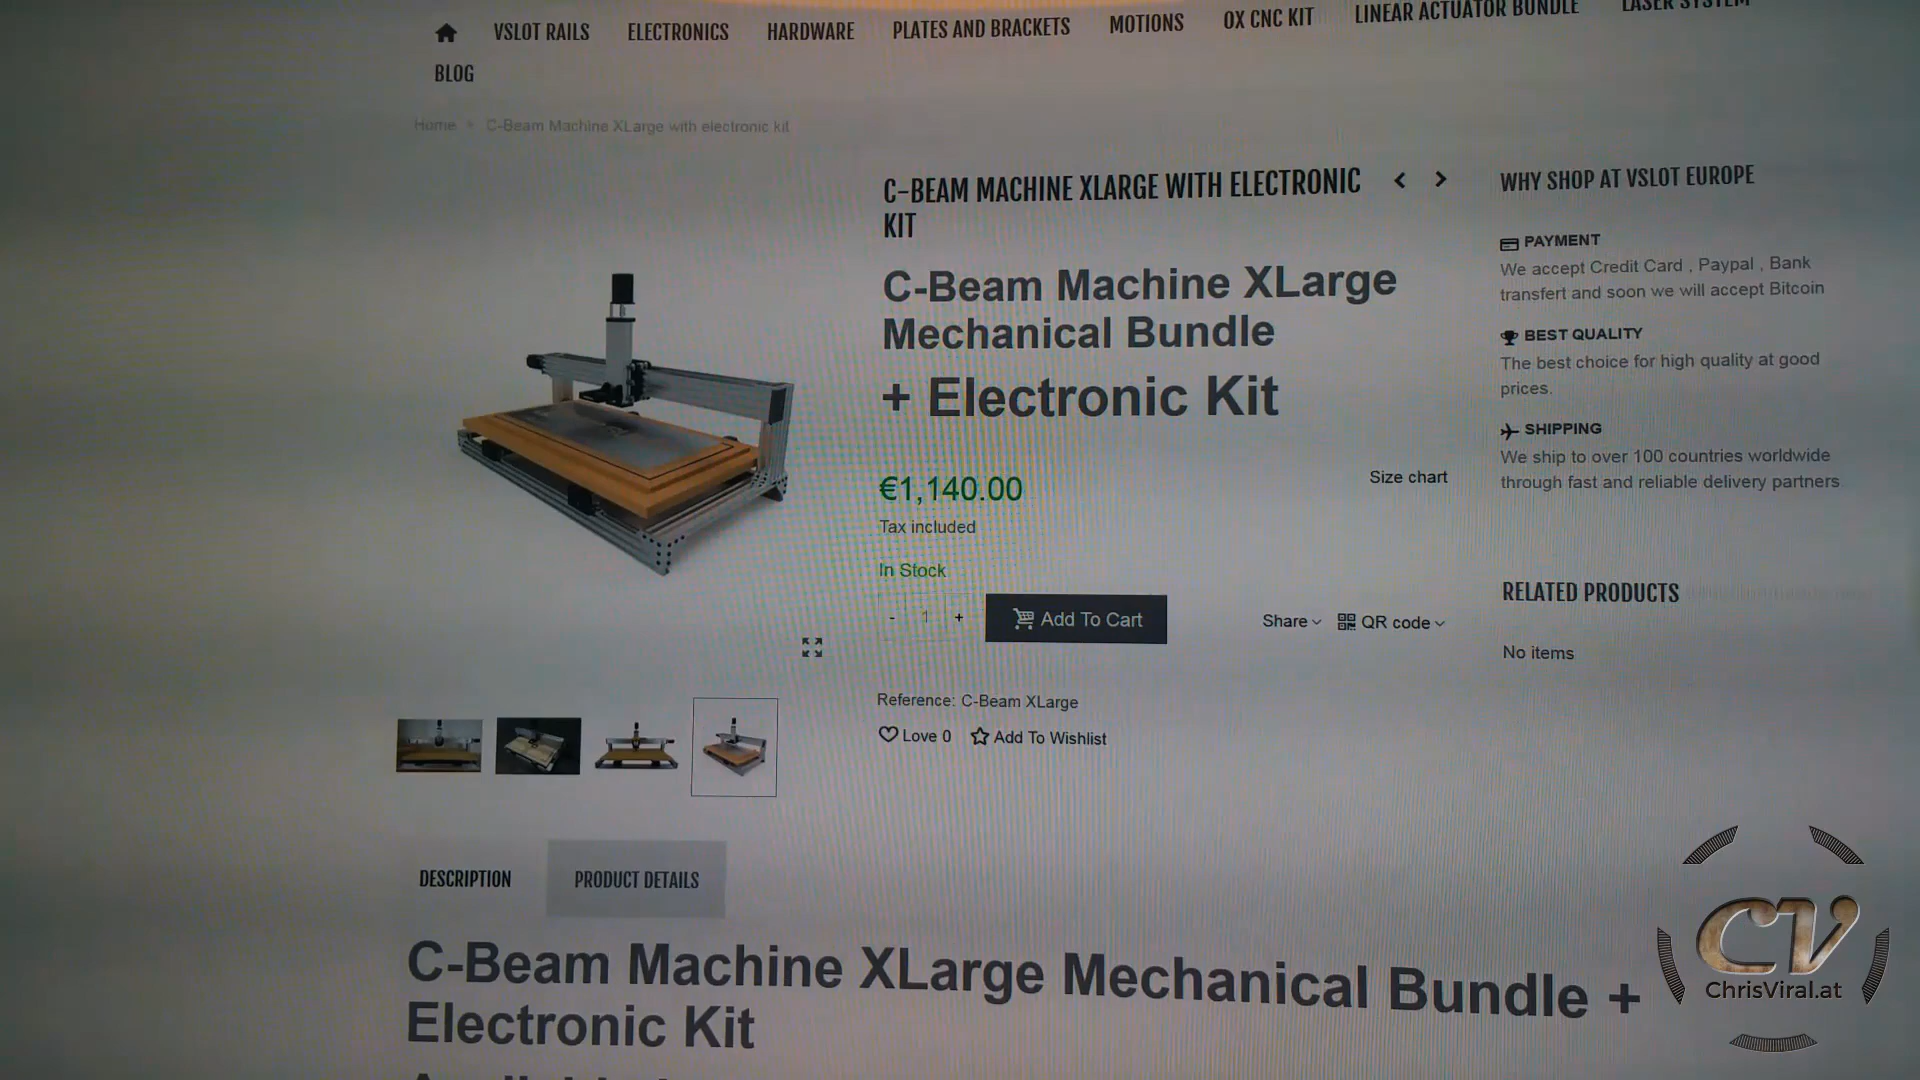 VSLOT RAILS
ELECTRONICS
HARDWARE
PLATES AND BRACKETS
MOTIONS
OX CNC KIT
LINEAR ACTUATOR BUNDLE
LASER SYSTEM
BLOG
Home
C-Beam Machine XLarge with electronic kit
C-BEAM MACHINE XLARGE WITH ELECTRONIC
KIT
C-Beam Machine XLarge
Mechanical Bundle
+ Electronic Kit
€1,140.00
Tax included
Size chart
In Stock
- 1 +
Add To Cart
Share
QR code
Reference: C-Beam XLarge
Love 0
Add To Wishlist
WHY SHOP AT VSLOT EUROPE
PAYMENT
We accept Credit Card , Paypal , Bank
transfert and soon we will accept Bitcoin
BEST QUALITY
The best choice for high quality at good
prices.
SHIPPING
We ship to over 100 countries worldwide
through fast and reliable delivery partners
RELATED PRODUCTS
No items
DESCRIPTION
PRODUCT DETAILS
C-Beam Machine XLarge Mechanical Bundle +
Electronic Kit
CV
ChrisViral.at